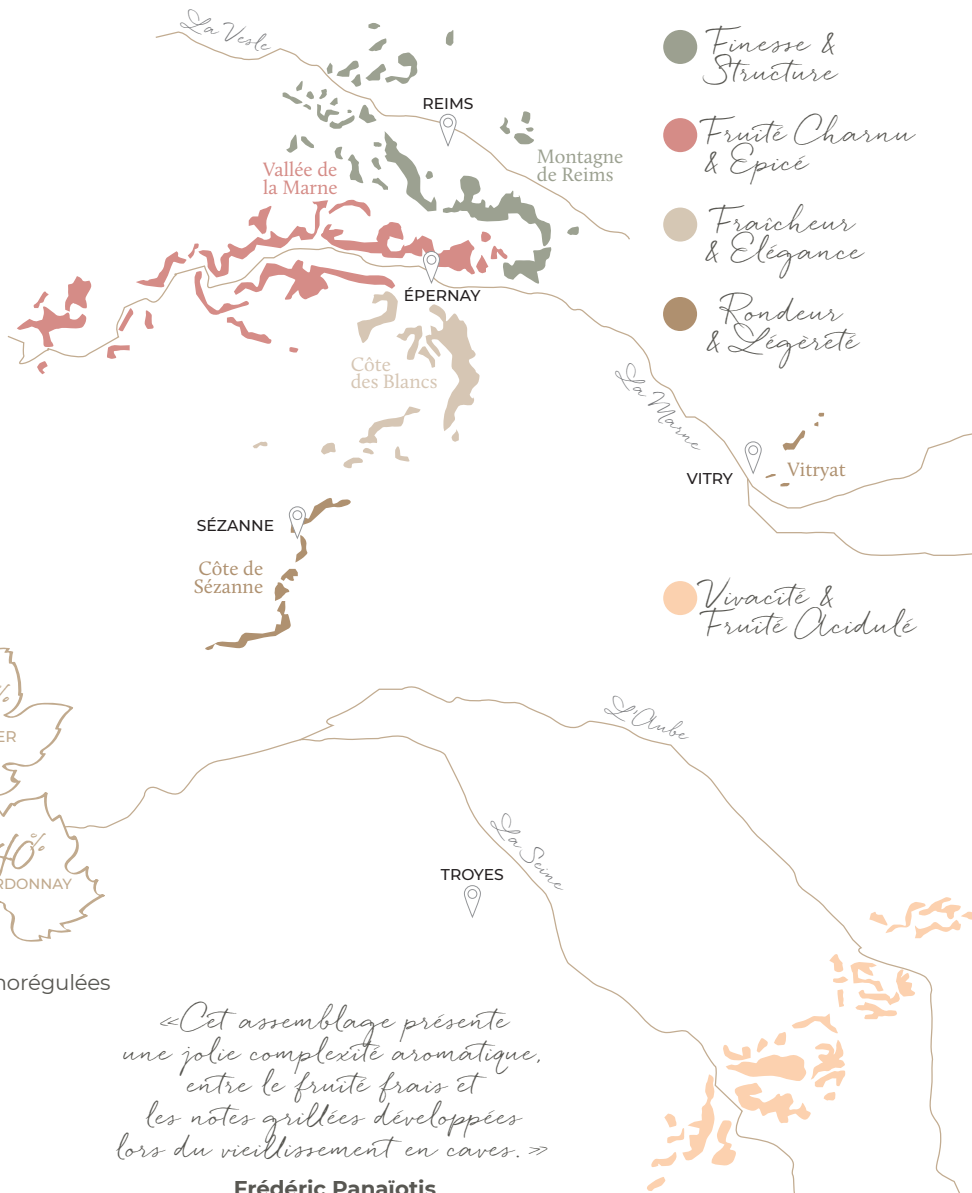 La Vesle
Finesse &
Structure
REIMS
Fruité Charnu
& Epicé
Montagne
de Reims
Vallée de
la Marne
Fraîcheur
& Elégance
ÉPERNAY
Rondeur
& Légèreté
Côte
des Blancs
La Marne
VITRY
Vitryat
SÉZANNE
Côte de
Sézanne
Vivacité &
Fruité Acidulé
%
ER
L'Aube
40%
RDONNAY
La Seine
TROYES
norégulées
«Cet assemblage présente
une jolie complexité aromatique,
entre le fruité frais et
les notes grillées développées
lors du vieillissement en caves. »
Frédéric Panaïotis